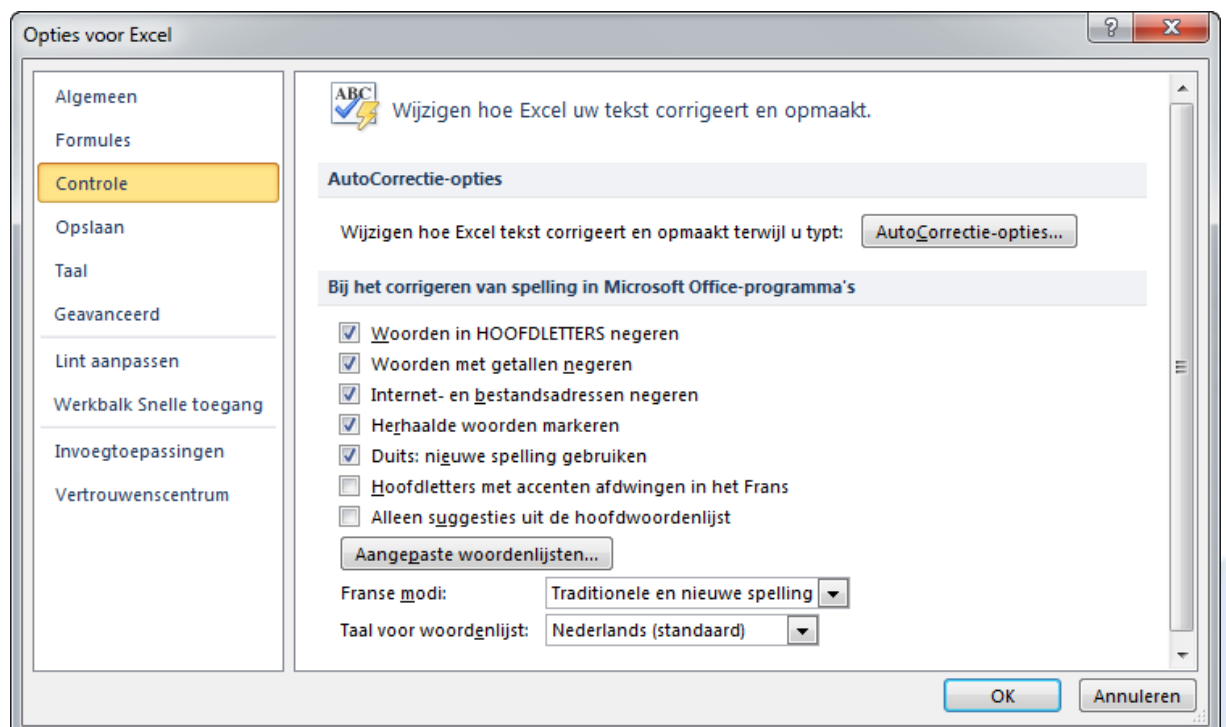 Opties voor Excel
Algemeen
Formules
Controle
Opslaan
Taal
Geavanceerd
Lint aanpassen
Werkbalk Snelle toegang
Invoegtoepassingen
Vertrouwenscentrum
ABC
Wijzigen hoe Excel uw tekst corrigeert en opmaakt.
AutoCorrectie-opties
Wijzigen hoe Excel tekst corrigeert en opmaakt terwijl u typt: AutoCorrectie-opties...
Bij het corrigeren van spelling in Microsoft Office-programma's
Woorden in HOOFDLETTERS negeren
Woorden met getallen negeren
Internet- en bestandsadressen negeren
Herhaalde woorden markeren
Duits: nieuwe spelling gebruiken
Hoofdletters met accenten afdwingen in het Frans
Alleen suggesties uit de hoofdwoordenlijst
Aangepaste woordenlijsten...
Franse modi: Traditionele en nieuwe spelling
Taal voor woordenlijst: Nederlands (standaard)
OK Annuleren